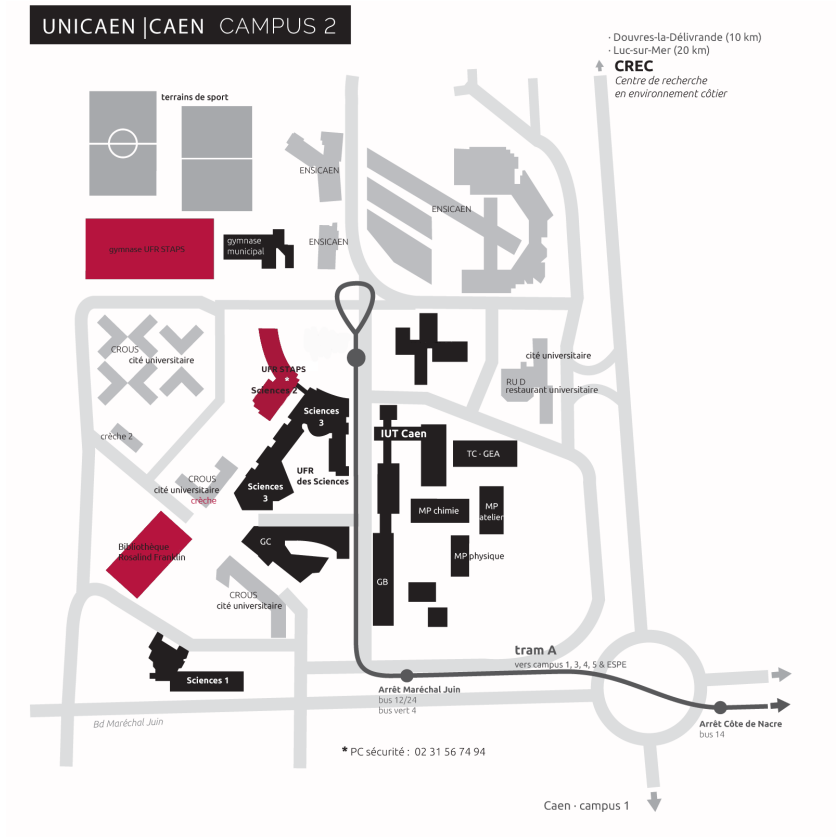 UNICAEN |CAEN CAMPUS 2
· Douvres-la-Délivrande (10 km)
· Luc-sur-Mer (20 km)
CREC
Centre de recherche
en environnement côtier
terrains de sport
ENSICAEN
ENSICAEN
ENSICAEN
gymnase UFR STAPS
gymnase
municipal
CROUS
cité universitaire
UFR STAPS
*
Sciences 2
cité universitaire
RU D
restaurant universitaire
Sciences
3
crèche 2
IUT Caen
TC - GEA
UFR
des Sciences
CROUS
cité universitaire
crèche
Sciences
3
MP chimie
MP
atelier
Bibliothèque
Rosalind Franklin
GC
MP physique
GB
CROUS
cité universitaire
tram A
vers campus 1, 3, 4, 5 & ESPE
Sciences 1
Arrêt Maréchal Juin
bus 12/24
bus vert 4
Bd Maréchal Juin
Arrêt Côte de Nacre
bus 14
* PC sécurité : 02 31 56 74 94
Caen · campus 1